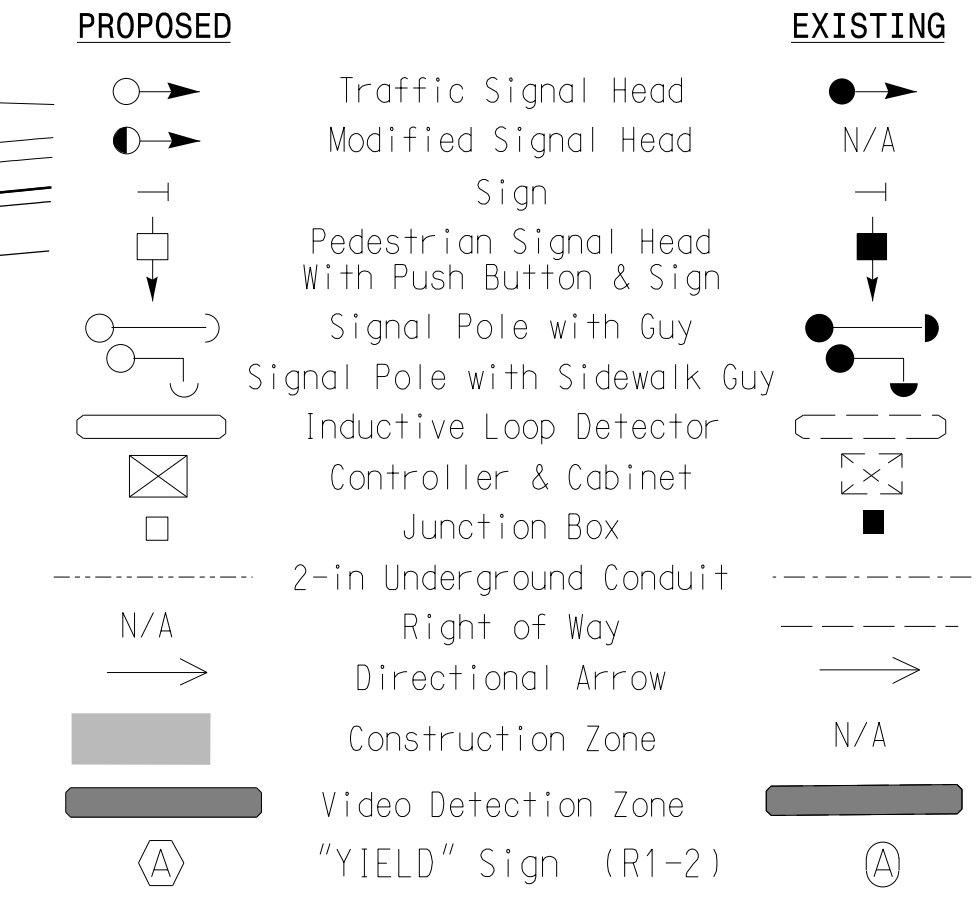 PROPOSED EXISTING
Traffic Signal Head
Modified Signal Head N/A
Sign
Pedestrian Signal Head
With Push Button & Sign
Signal Pole with Guy
Signal Pole with Sidewalk Guy
Inductive Loop Detector
Controller & Cabinet
Junction Box
2-in Underground Conduit
N/A Right of Way
Directional Arrow
Construction Zone N/A
Video Detection Zone
A "YIELD" Sign (R1-2) A